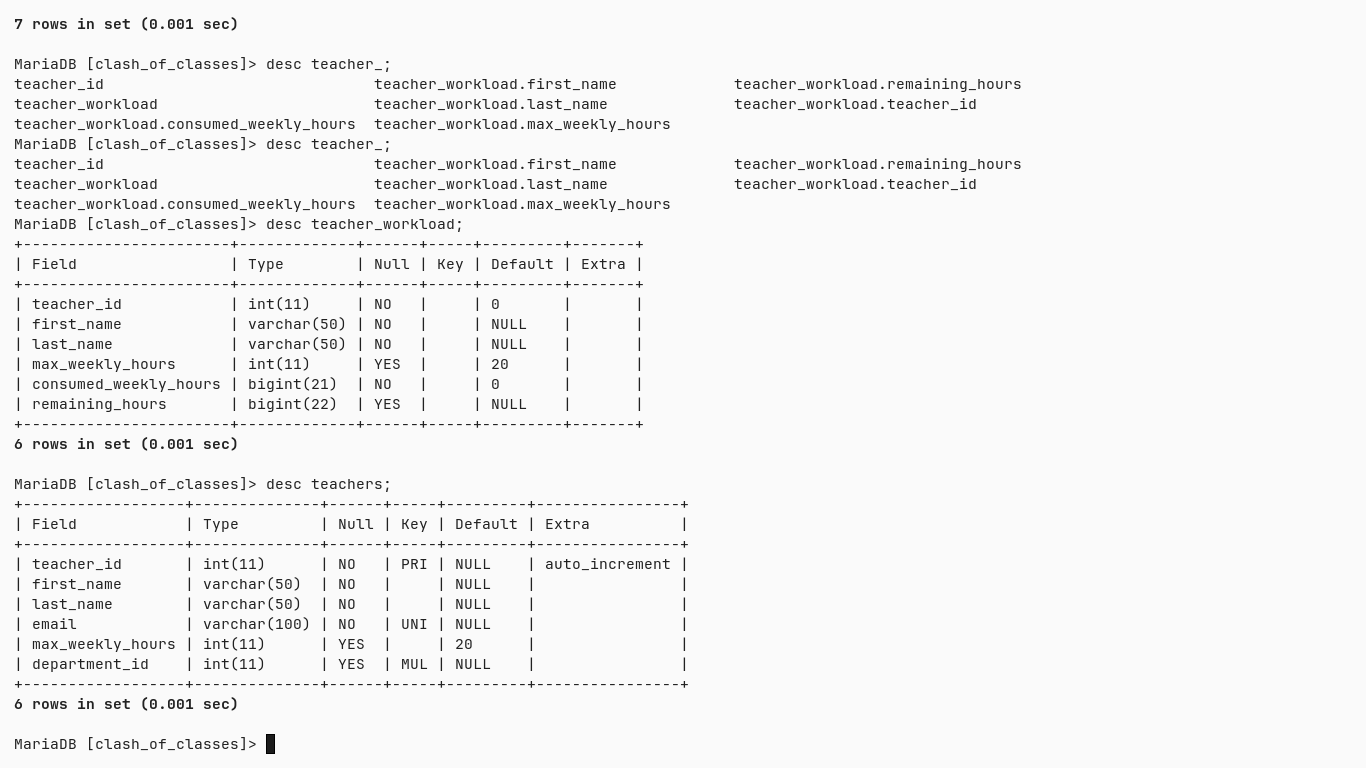 7 rows in set (0.001 sec)

MariaDB [clash_of_classes]> desc teacher_;
teacher_id                              teacher_workload.first_name             teacher_workload.remaining_hours
teacher_workload                        teacher_workload.last_name              teacher_workload.teacher_id
teacher_workload.consumed_weekly_hours  teacher_workload.max_weekly_hours
MariaDB [clash_of_classes]> desc teacher_;
teacher_id                              teacher_workload.first_name             teacher_workload.remaining_hours
teacher_workload                        teacher_workload.last_name              teacher_workload.teacher_id
teacher_workload.consumed_weekly_hours  teacher_workload.max_weekly_hours
MariaDB [clash_of_classes]> desc teacher_workload;
+-----------------------+-------------+------+-----+---------+-------+
| Field                 | Type        | Null | Key | Default | Extra |
+-----------------------+-------------+------+-----+---------+-------+
| teacher_id            | int(11)     | NO   |     | 0       |       |
| first_name            | varchar(50) | NO   |     | NULL    |       |
| last_name             | varchar(50) | NO   |     | NULL    |       |
| max_weekly_hours      | int(11)     | YES  |     | 20      |       |
| consumed_weekly_hours | bigint(21)  | NO   |     | 0       |       |
| remaining_hours       | bigint(22)  | YES  |     | NULL    |       |
+-----------------------+-------------+------+-----+---------+-------+
6 rows in set (0.001 sec)

MariaDB [clash_of_classes]> desc teachers;
+------------------+--------------+------+-----+---------+----------------+
| Field            | Type         | Null | Key | Default | Extra          |
+------------------+--------------+------+-----+---------+----------------+
| teacher_id       | int(11)      | NO   | PRI | NULL    | auto_increment |
| first_name       | varchar(50)  | NO   |     | NULL    |                |
| last_name        | varchar(50)  | NO   |     | NULL    |                |
| email            | varchar(100) | NO   | UNI | NULL    |                |
| max_weekly_hours | int(11)      | YES  |     | 20      |                |
| department_id    | int(11)      | YES  | MUL | NULL    |                |
+------------------+--------------+------+-----+---------+----------------+
6 rows in set (0.001 sec)

MariaDB [clash_of_classes]>